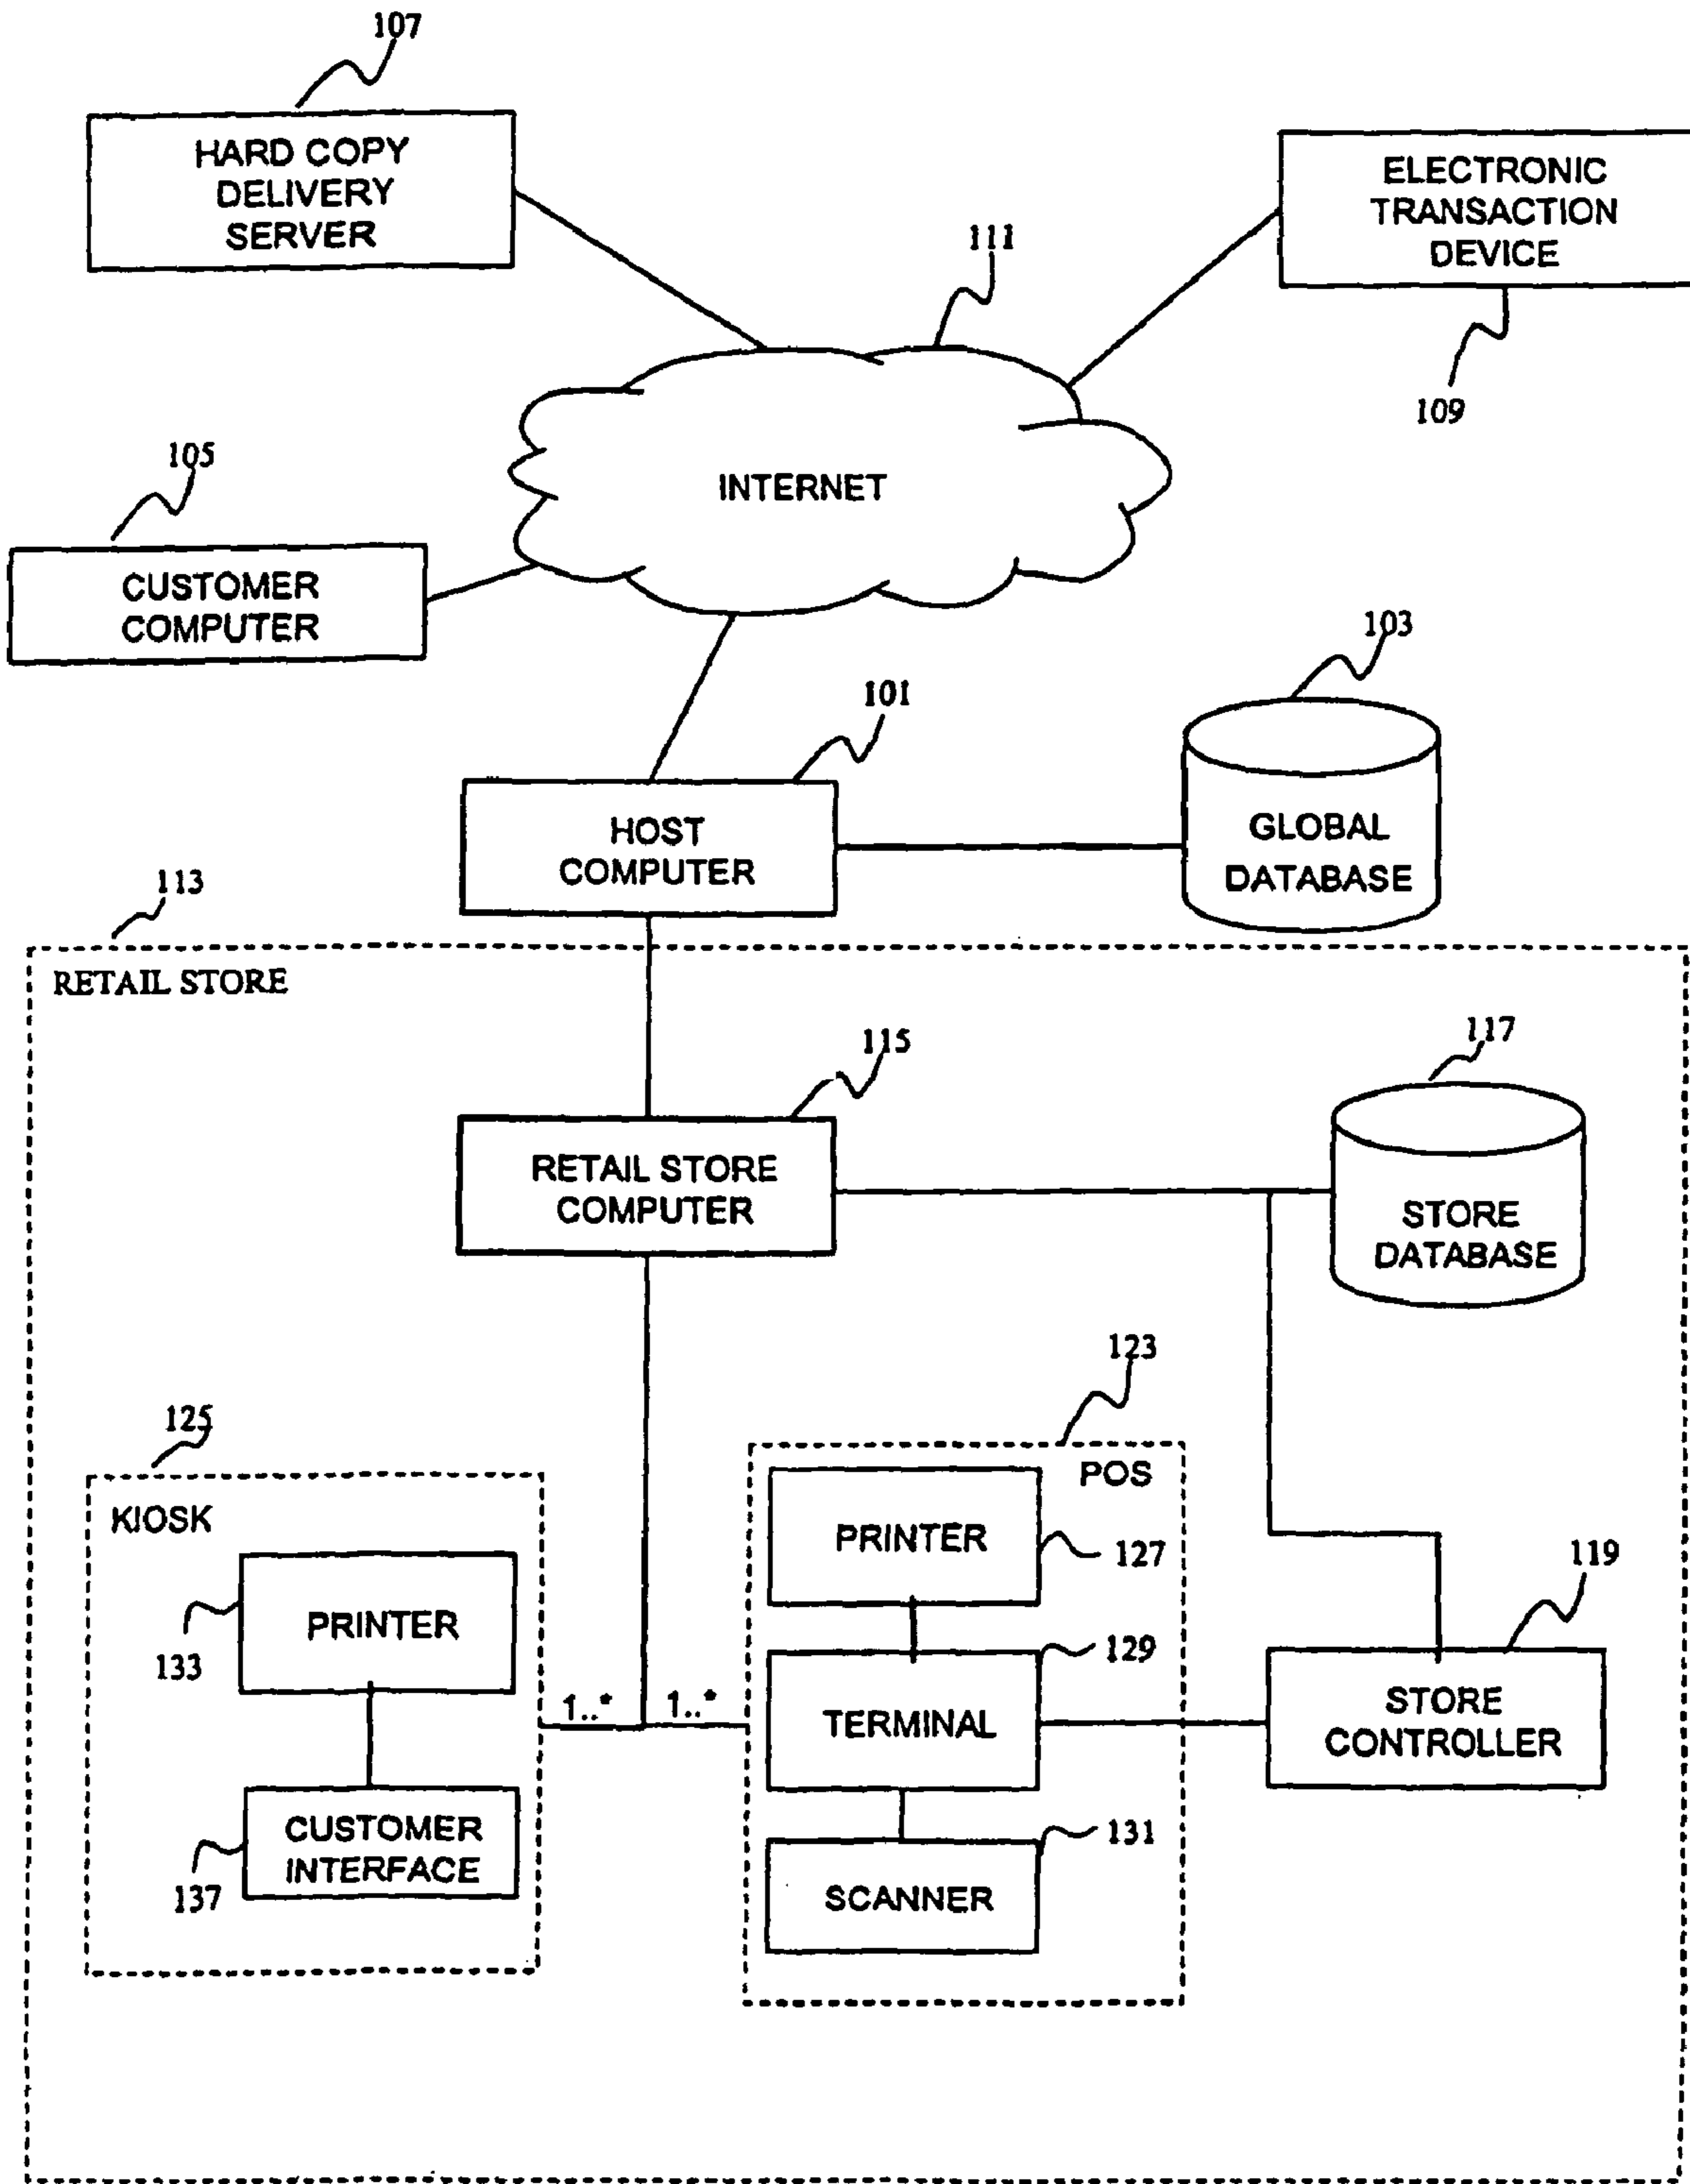 107
HARD COPY
DELIVERY
SERVER
ELECTRONIC
TRANSACTION
DEVICE
111
109
105
INTERNET
CUSTOMER
COMPUTER
103
101
HOST
COMPUTER
GLOBAL
DATABASE
113
RETAIL STORE
115
117
RETAIL STORE
COMPUTER
STORE
DATABASE
123
125
POS
KIOSK
PRINTER
127
119
PRINTER
133
129
1..*
1..*
TERMINAL
STORE
CONTROLLER
CUSTOMER
INTERFACE
131
137
SCANNER